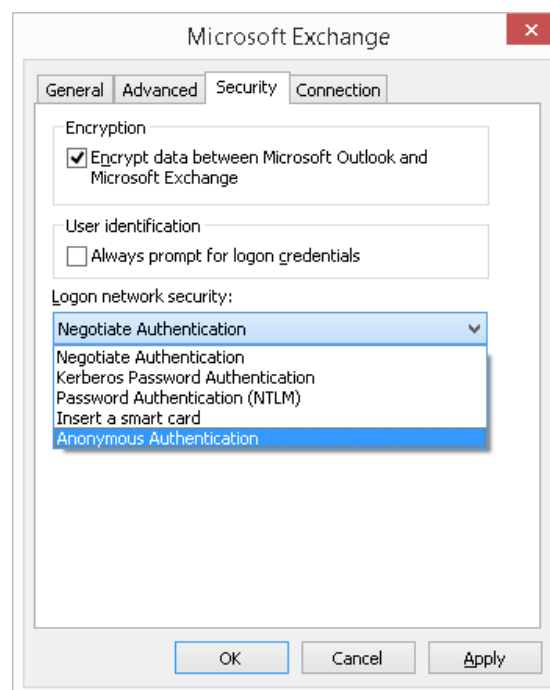 Microsoft Exchange
General
Advanced
Security
Connection
Encryption
Encrypt data between Microsoft Outlook and
Microsoft Exchange
User identification
Always prompt for logon credentials
Logon network security:
Negotiate Authentication
Negotiate Authentication
Kerberos Password Authentication
Password Authentication (NTLM)
Insert a smart card
Anonymous Authentication
OK
Cancel
Apply